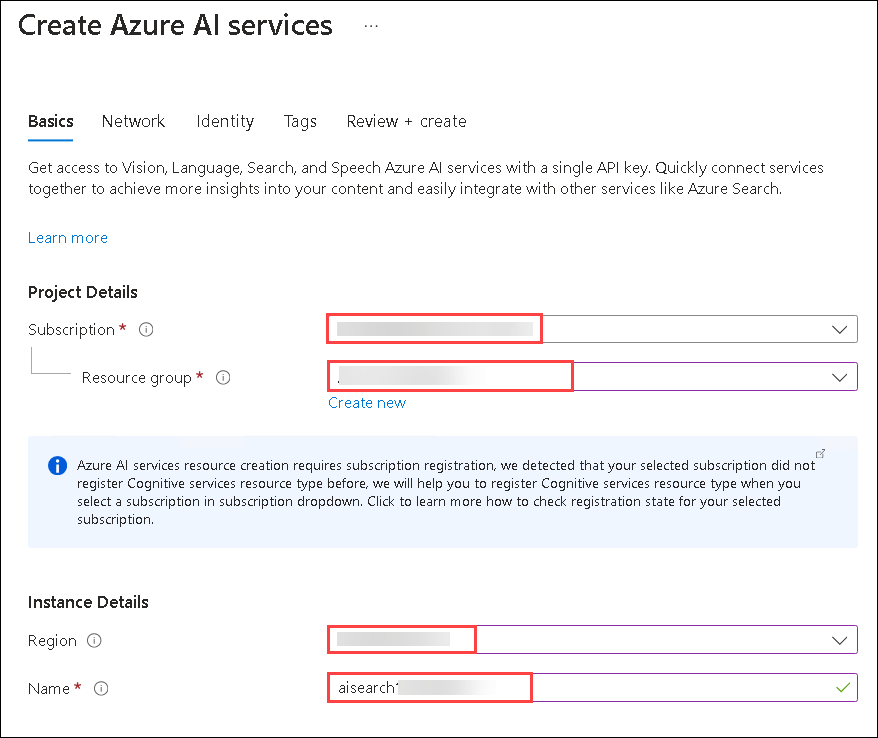 Create Azure AI services ...
Basics Network Identity Tags Review + create
Get access to Vision, Language, Search, and Speech Azure AI services with a single API key. Quickly connect services
together to achieve more insights into your content and easily integrate with other services like Azure Search.
Learn more
Project Details
Subscription *
Resource group *
Create new
Azure AI services resource creation requires subscription registration, we detected that your selected subscription did not
register Cognitive services resource type before, we will help you to register Cognitive services resource type when you
select a subscription in subscription dropdown. Click to learn more how to check registration state for your selected
subscription.
Instance Details
Region
Name * aisearch